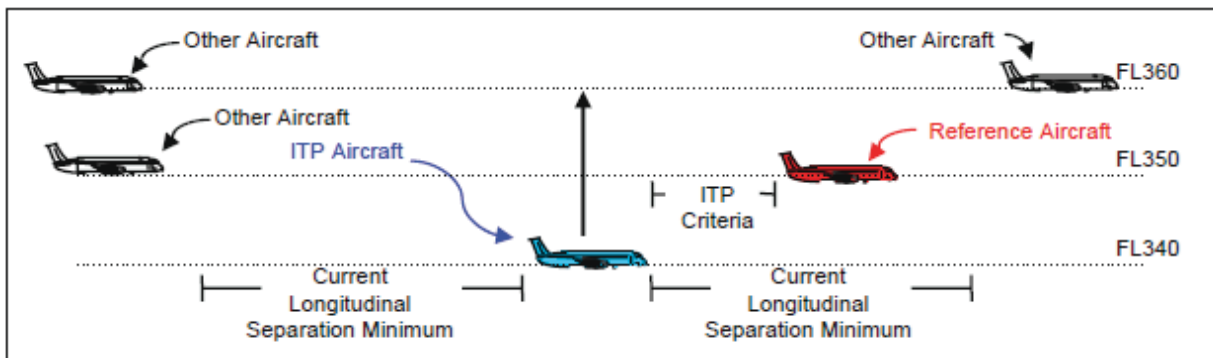 Other Aircraft
Other Aircraft
FL360
Other Aircraft
ITP Aircraft
Reference Aircraft
FL350
ITP
Criteria
FL340
Current
Longitudinal
Separation Minimum
Current
Longitudinal
Separation Minimum